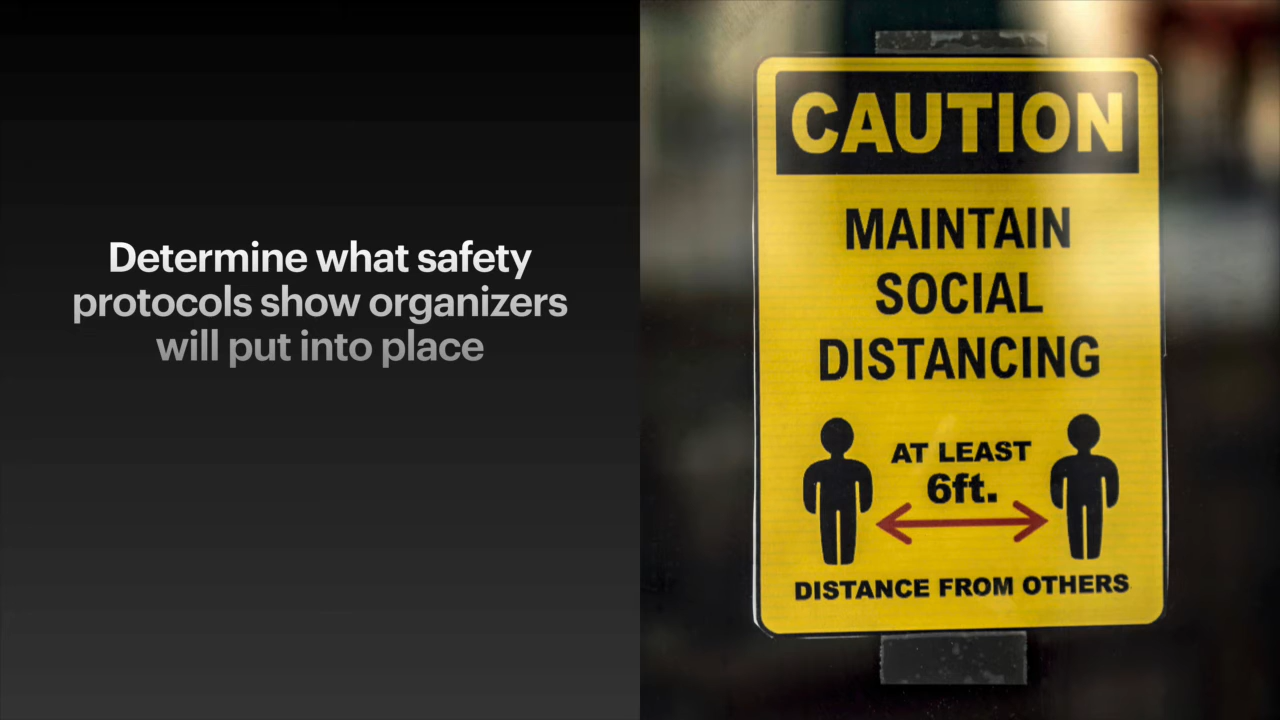 Determine what safety
protocols show organizers
will put into place
CAUTION
MAINTAIN
SOCIAL
DISTANCING
AT LEAST
6ft.
DISTANCE FROM OTHERS